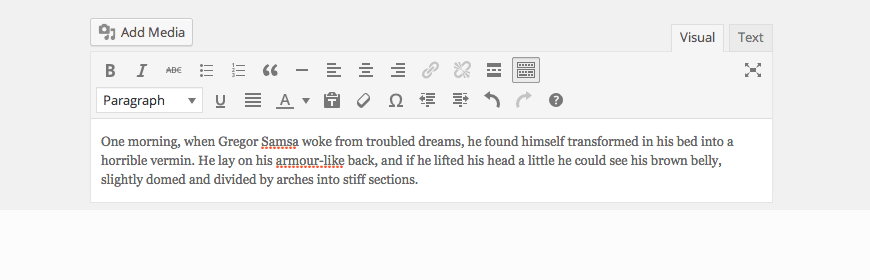 Add Media
Visual Text
B I ABC
Paragraph U A T Ω ?
One morning, when Gregor Samsa woke from troubled dreams, he found himself transformed in his bed into a
horrible vermin. He lay on his armour-like back, and if he lifted his head a little he could see his brown belly,
slightly domed and divided by arches into stiff sections.